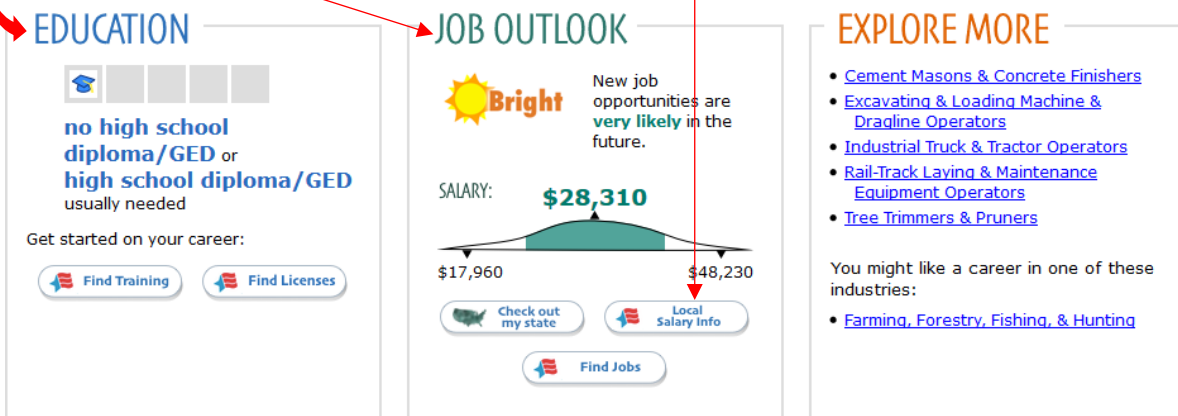 EDUCATION
no high school
diploma/GED or
high school diploma/GED
usually needed
Get started on your career:
Find Training
Find Licenses
JOB OUTLOOK
Bright
New job
opportunities are
very likely in the
future.
SALARY:
$28,310
$17,960
$48,230
Check out
my state
Local
Salary Info
Find Jobs
EXPLORE MORE
• Cement Masons & Concrete Finishers
• Excavating & Loading Machine &
Dragline Operators
• Industrial Truck & Tractor Operators
• Rail-Track Laying & Maintenance
Equipment Operators
• Tree Trimmers & Pruners
You might like a career in one of these
industries:
• Farming, Forestry, Fishing, & Hunting